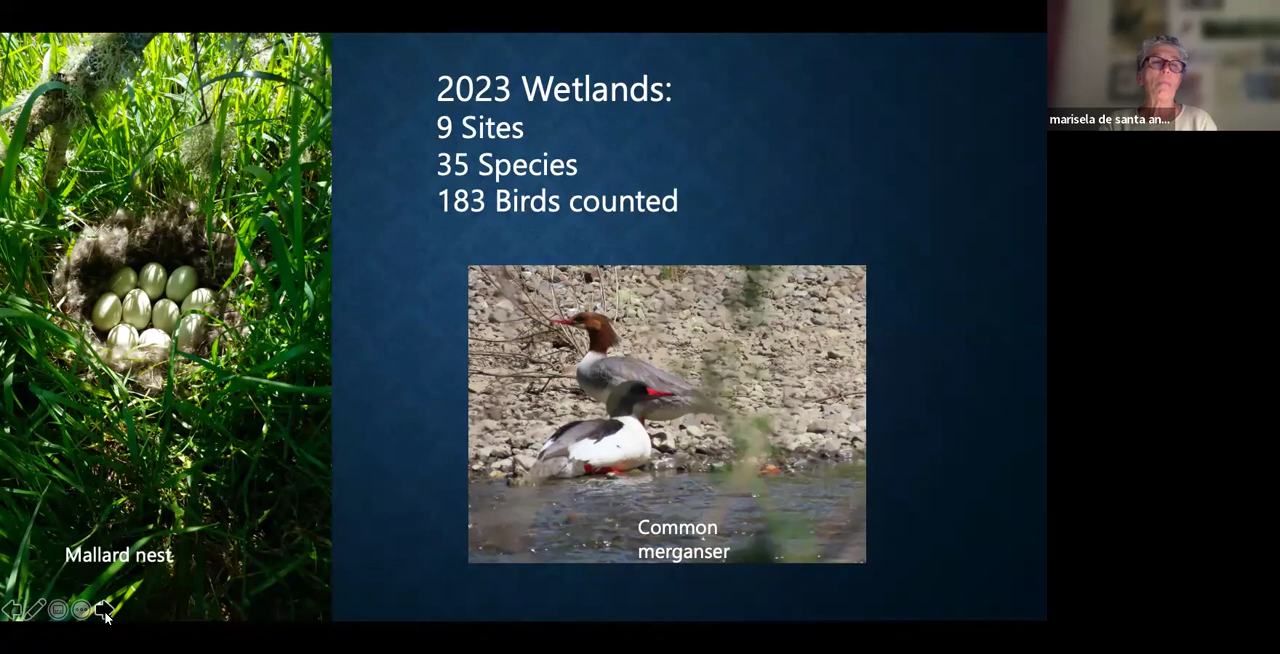 2023 Wetlands:
9 Sites
35 Species
183 Birds counted
Common
merganser
Mallard nest
marisela de santa an...